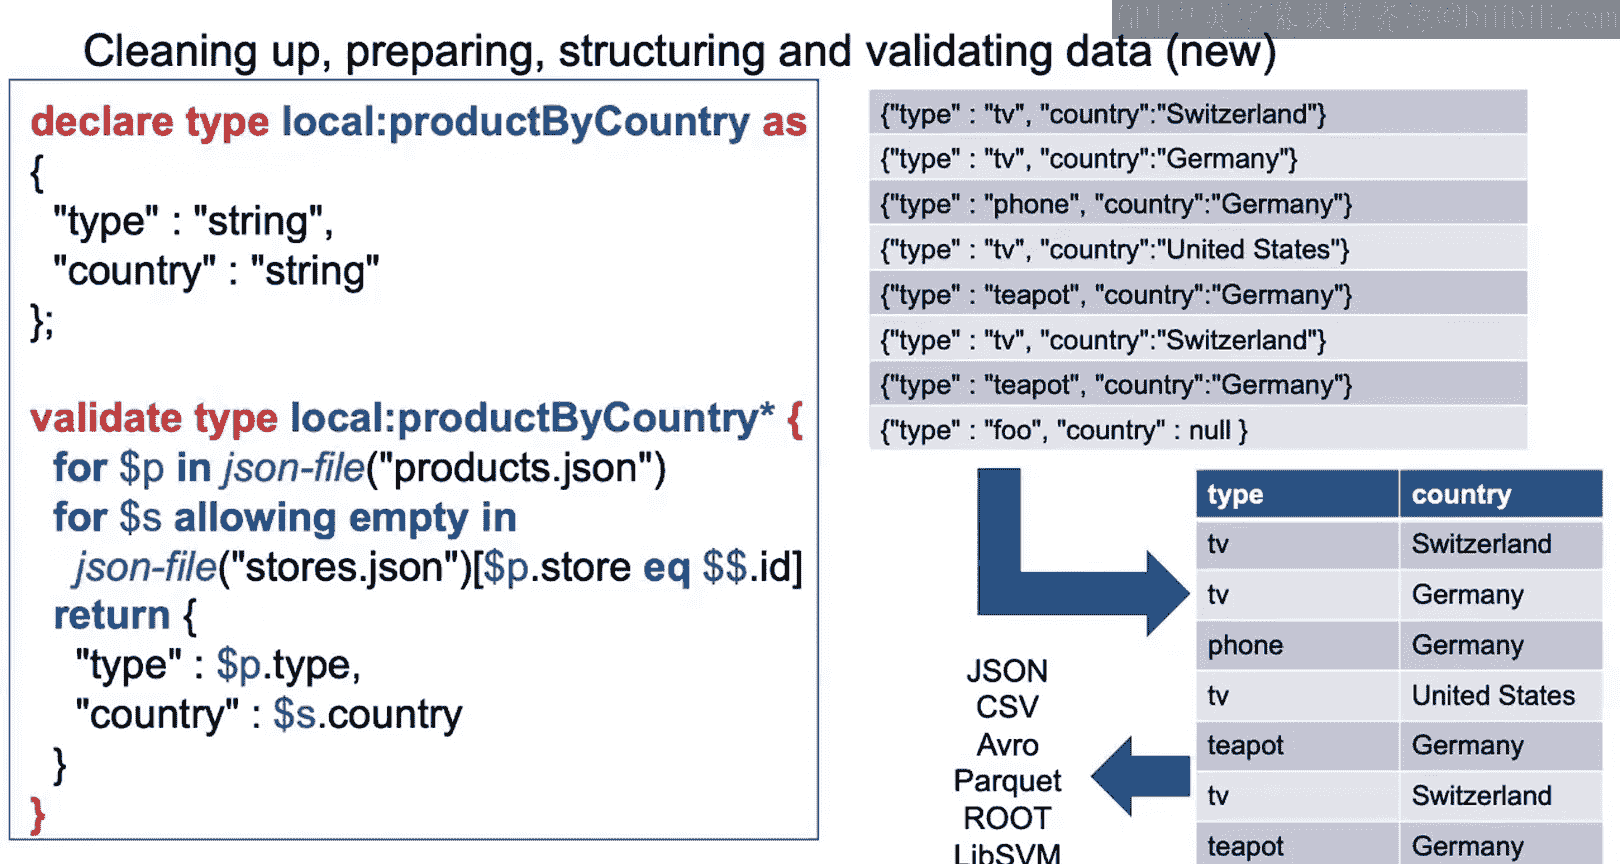 Cleaning up, preparing, structuring and validating data (new)
declare type local:productByCountry as
{
"type" : "string",
"country" : "string"
};
validate type local:productByCountry* {
for $p in json-file("products.json")
for $s allowing empty in
json-file("stores.json")[$p.store eq $$.id]
return {
"type" : $p.type,
"country" : $s.country
}
}
{"type" : "tv", "country":"Switzerland"}
{"type" : "tv", "country":"Germany"}
{"type" : "phone", "country":"Germany"}
{"type" : "tv", "country":"United States"}
{"type" : "teapot", "country":"Germany"}
{"type" : "tv", "country":"Switzerland"}
{"type" : "teapot", "country":"Germany"}
{"type" : "foo", "country" : null }
type country
tv Switzerland
tv Germany
phone Germany
tv United States
teapot Germany
tv Switzerland
teapot Germany
JSON
CSV
Avro
Parquet
ROOT
LibSVM